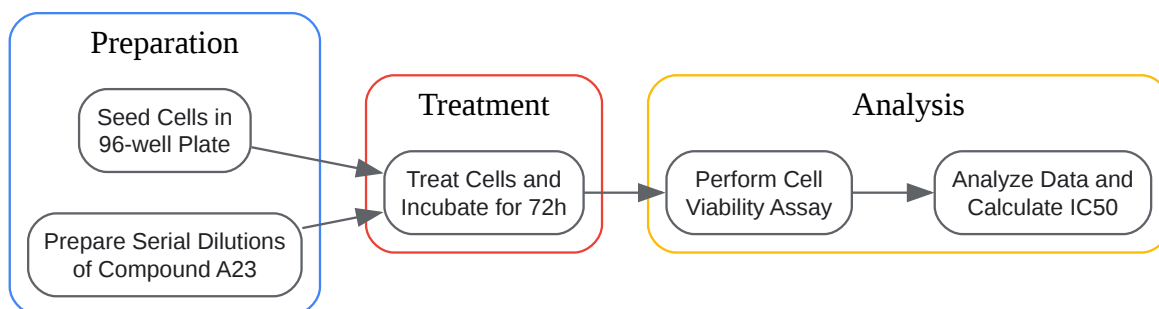 Preparation
Seed Cells in
96-well Plate
Prepare Serial Dilutions
of Compound A23
Treatment
Treat Cells and
Incubate for 72h
Analysis
Perform Cell
Viability Assay
Analyze Data and
Calculate IC50